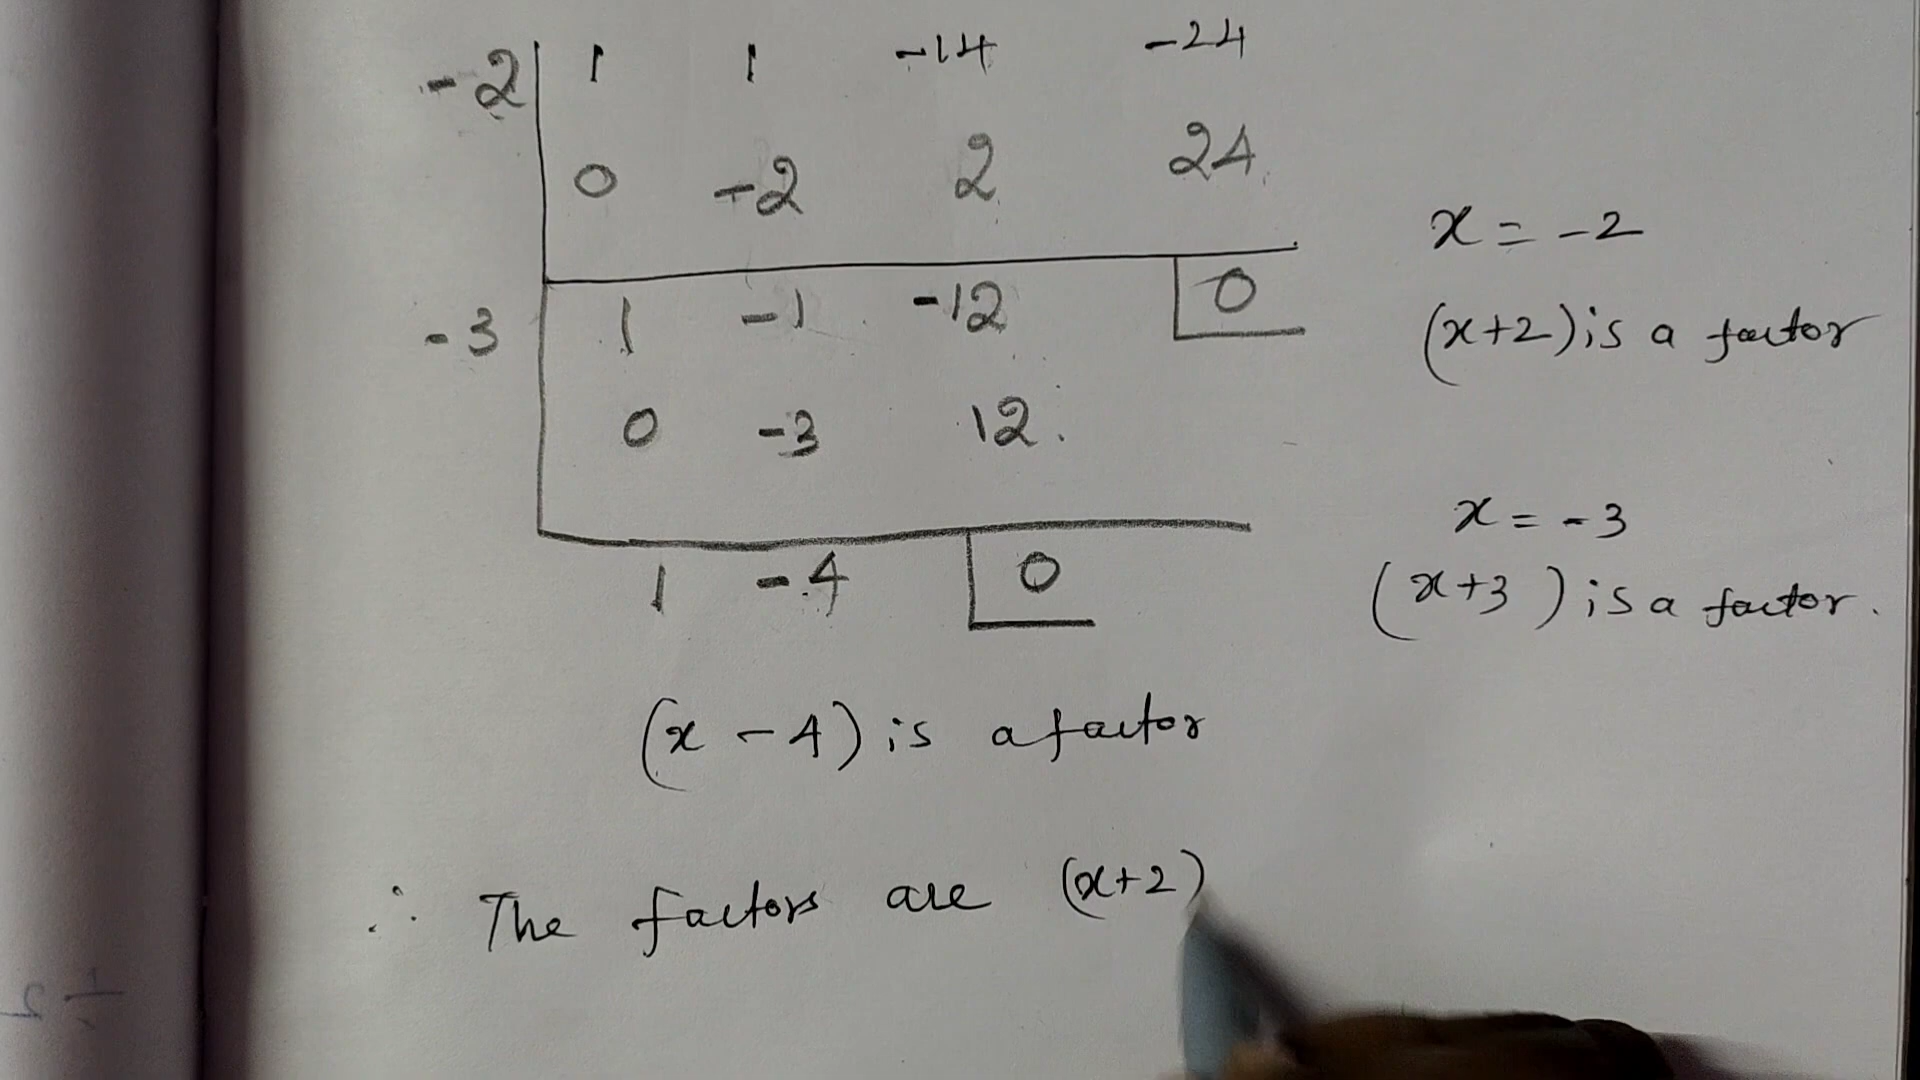 -2 | 1 1 -14 -24
0 -2 2 24
x = -2
-3 | 1 -1 -12 | 0
(x+2) is a factor
0 -3 12
x = -3
1 -4 | 0
(x+3) is a factor.
(x - 4) is a factor
∴ The factors are (x+2)